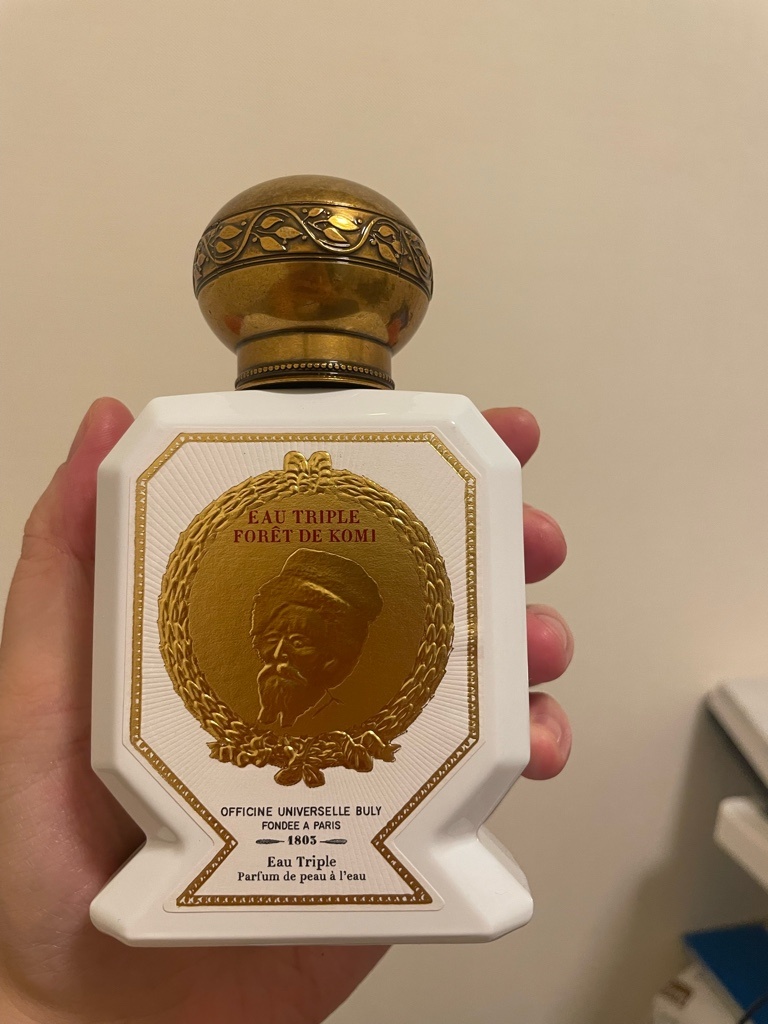 EAU TRIPLE
FORÊT DE KOMI
OFFICINE UNIVERSELLE BULY
FONDEE A PARIS
1803
Eau Triple
Parfum de peau à l'eau